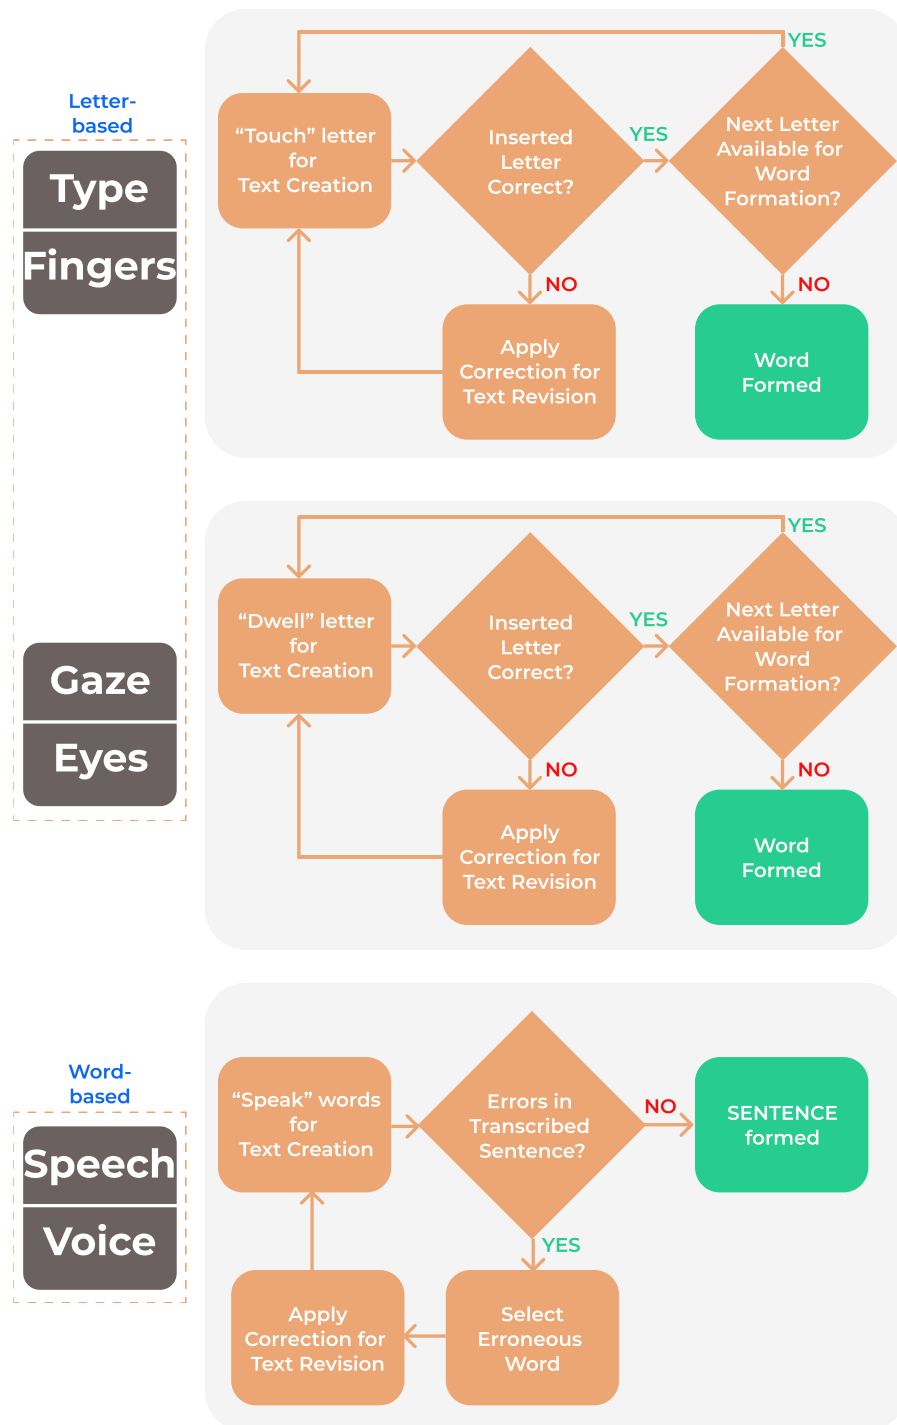 Letter-
based
Type
Fingers
YES
“Touch” letter
for
Text Creation
Inserted
Letter
Correct?
YES
Next Letter
Available for
Word
Formation?
NO
NO
Apply
Correction for
Text Revision
Word
Formed
Gaze
Eyes
YES
“Dwell” letter
for
Text Creation
Inserted
Letter
Correct?
YES
Next Letter
Available for
Word
Formation?
NO
NO
Apply
Correction for
Text Revision
Word
Formed
Word-
based
Speech
Voice
“Speak” words
for
Text Creation
Errors in
Transcribed
Sentence?
NO
SENTENCE
formed
YES
Apply
Correction for
Text Revision
Select
Erroneous
Word